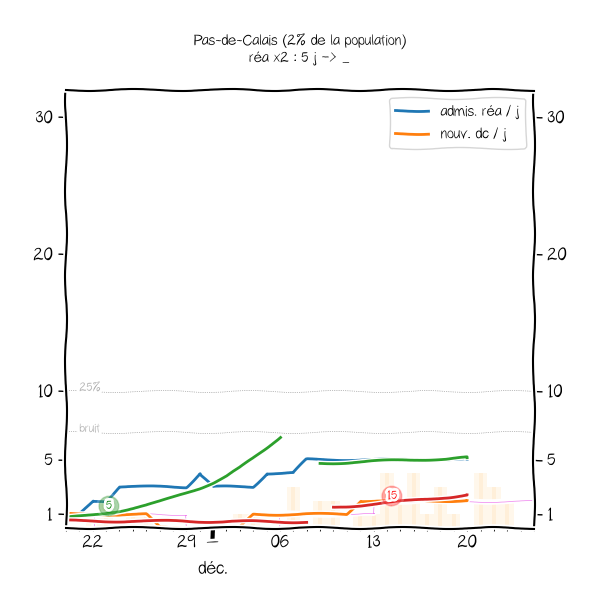 Pas-de-Calais (2% de la population)
réa x2 : 5 j -> _
admis. réa / j
nouv. dc / j
30 30
20 20
25%
10 10
bruit
5 5
15
5
1 1
22 29 06 13 20
déc.